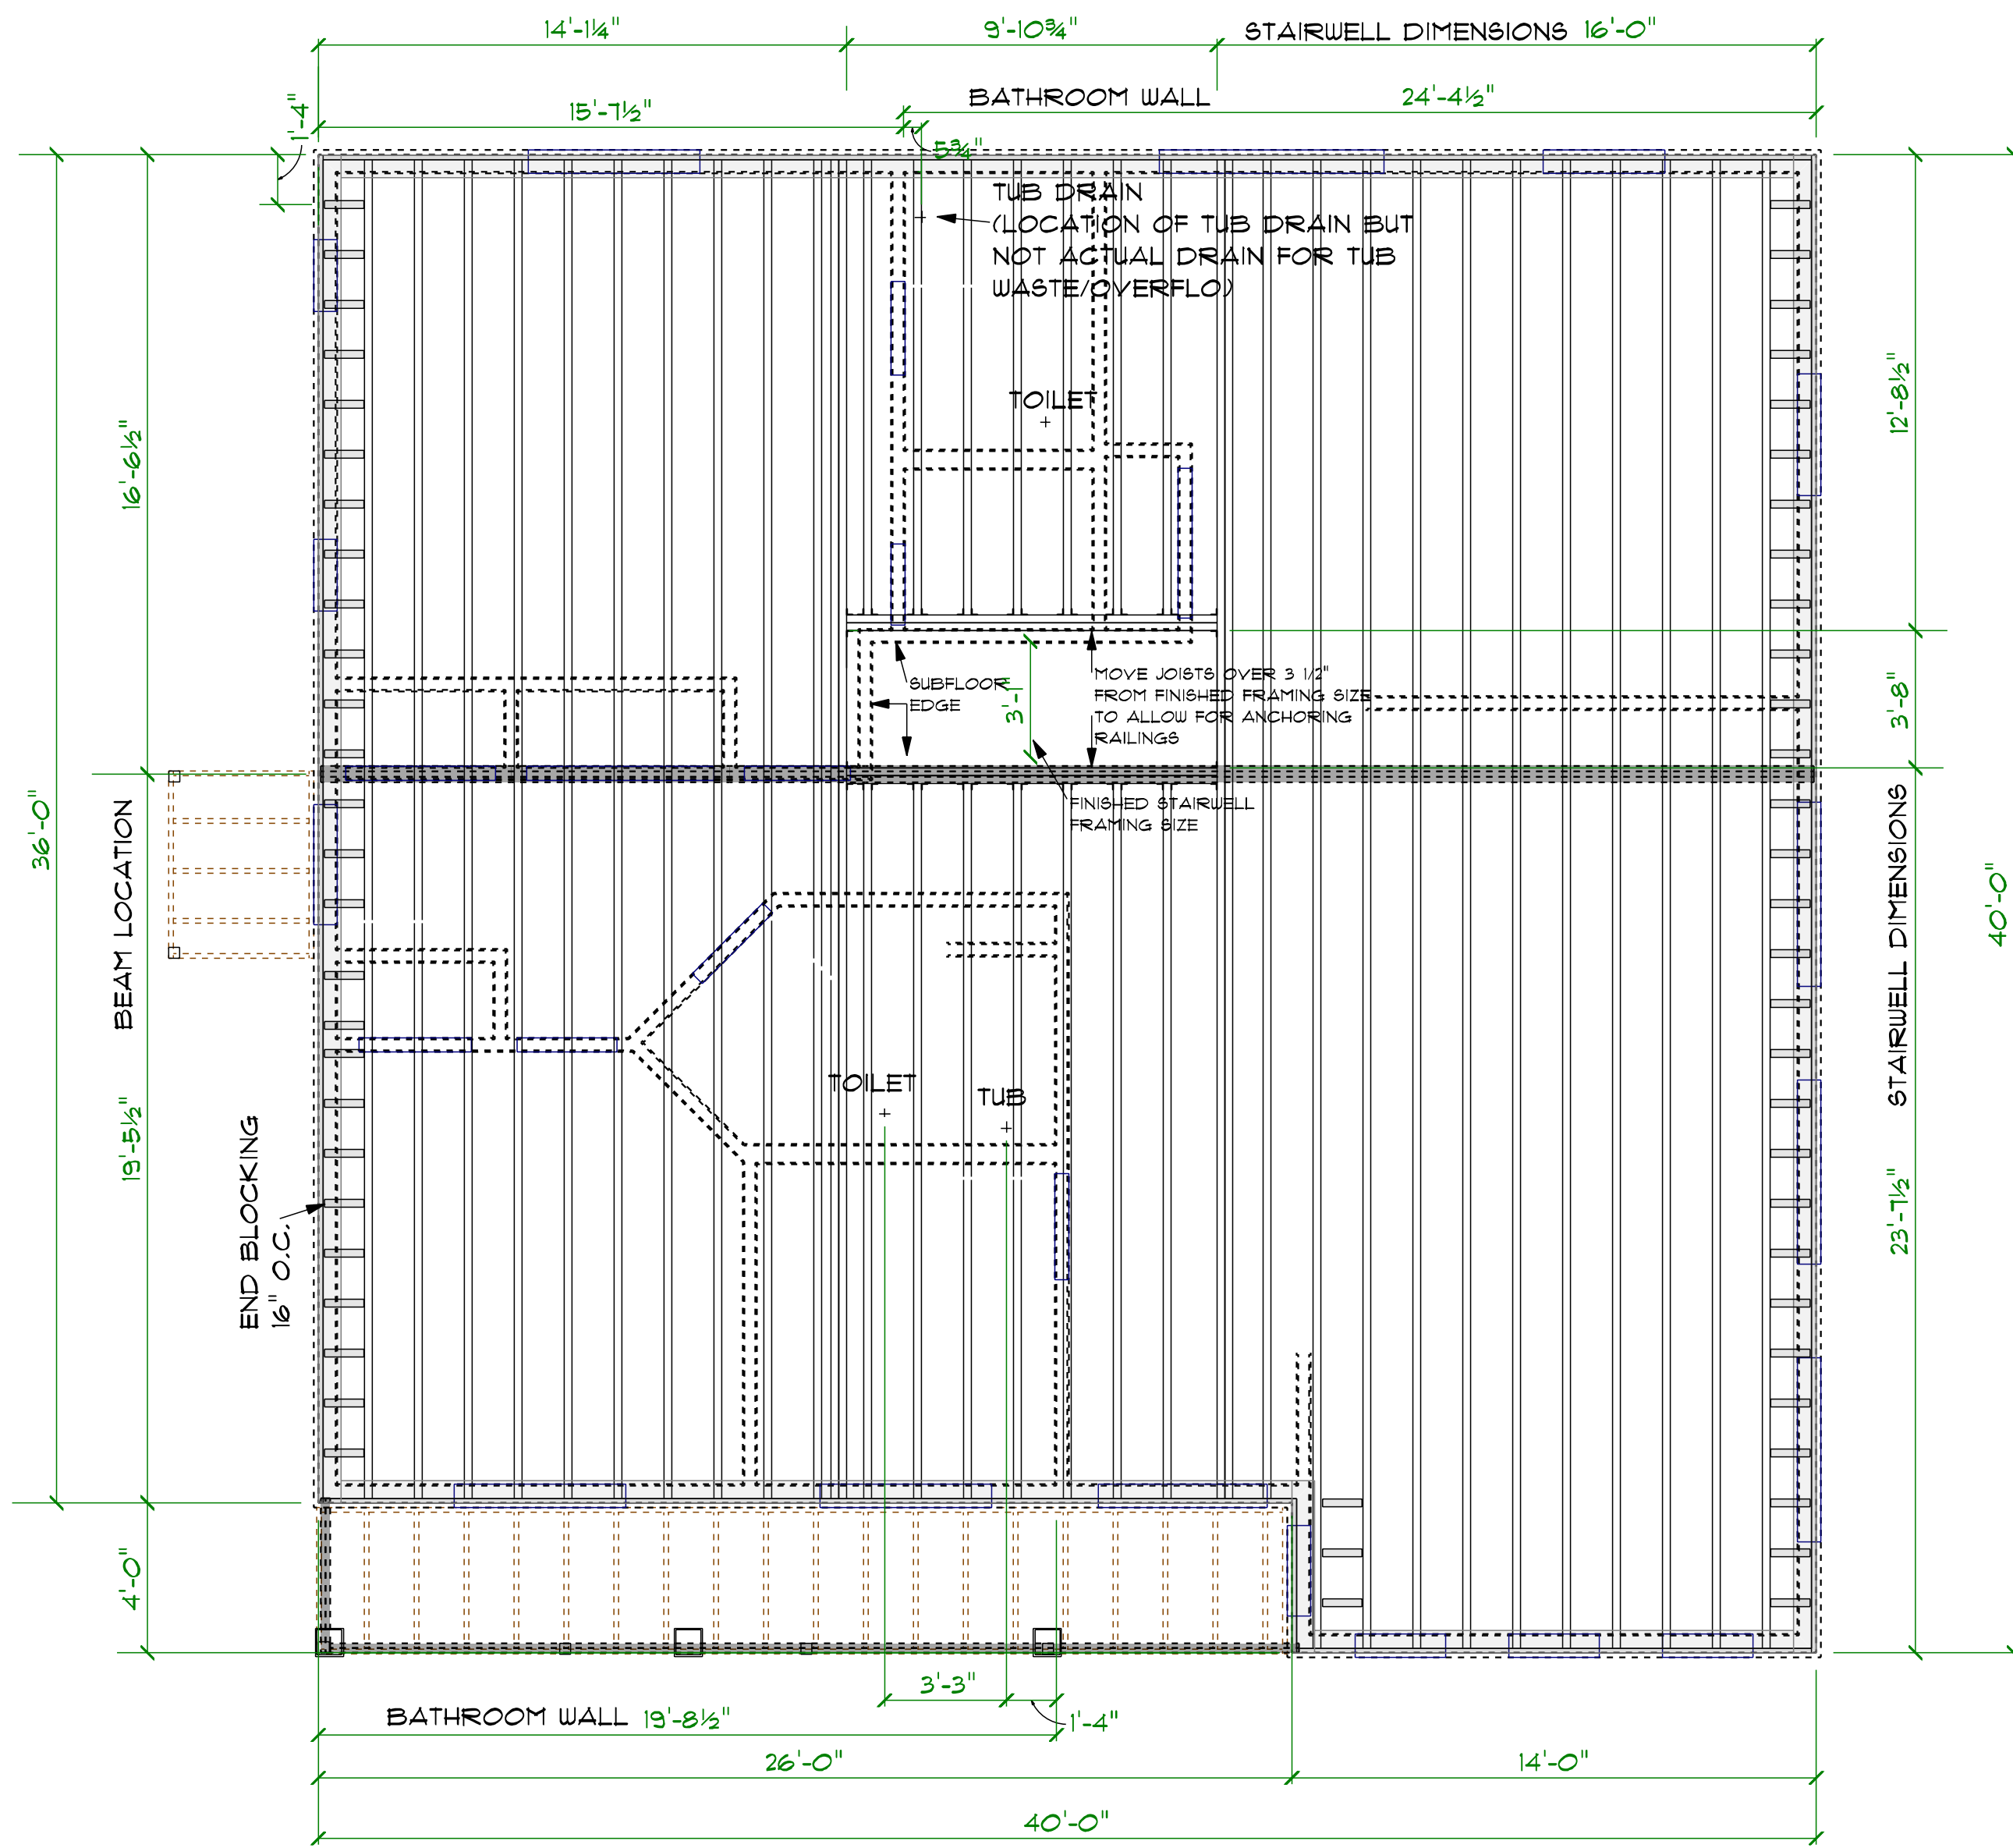 14'-1¼"
9'-10¾"
STAIRWELL DIMENSIONS 16'-0"
BATHROOM WALL
24'-4½"
15'-7½"
1'-4"
5¾"
TUB DRAIN
(LOCATION OF TUB DRAIN BUT
NOT ACTUAL DRAIN FOR TUB
WASTE/OVERFLO)
TOILET
16'-6½"
12'-8½"
SUBFLOOR
EDGE
3'-1"
MOVE JOISTS OVER 3 1/2"
FROM FINISHED FRAMING SIZE
TO ALLOW FOR ANCHORING
RAILINGS
3'-8"
FINISHED STAIRWELL
FRAMING SIZE
36'-0"
BEAM LOCATION
STAIRWELL DIMENSIONS
40'-0"
TOILET
TUB
19'-5½"
END BLOCKING
16" O.C.
23'-7½"
4'-0"
3'-3"
1'-4"
BATHROOM WALL 19'-8½"
26'-0"
14'-0"
40'-0"